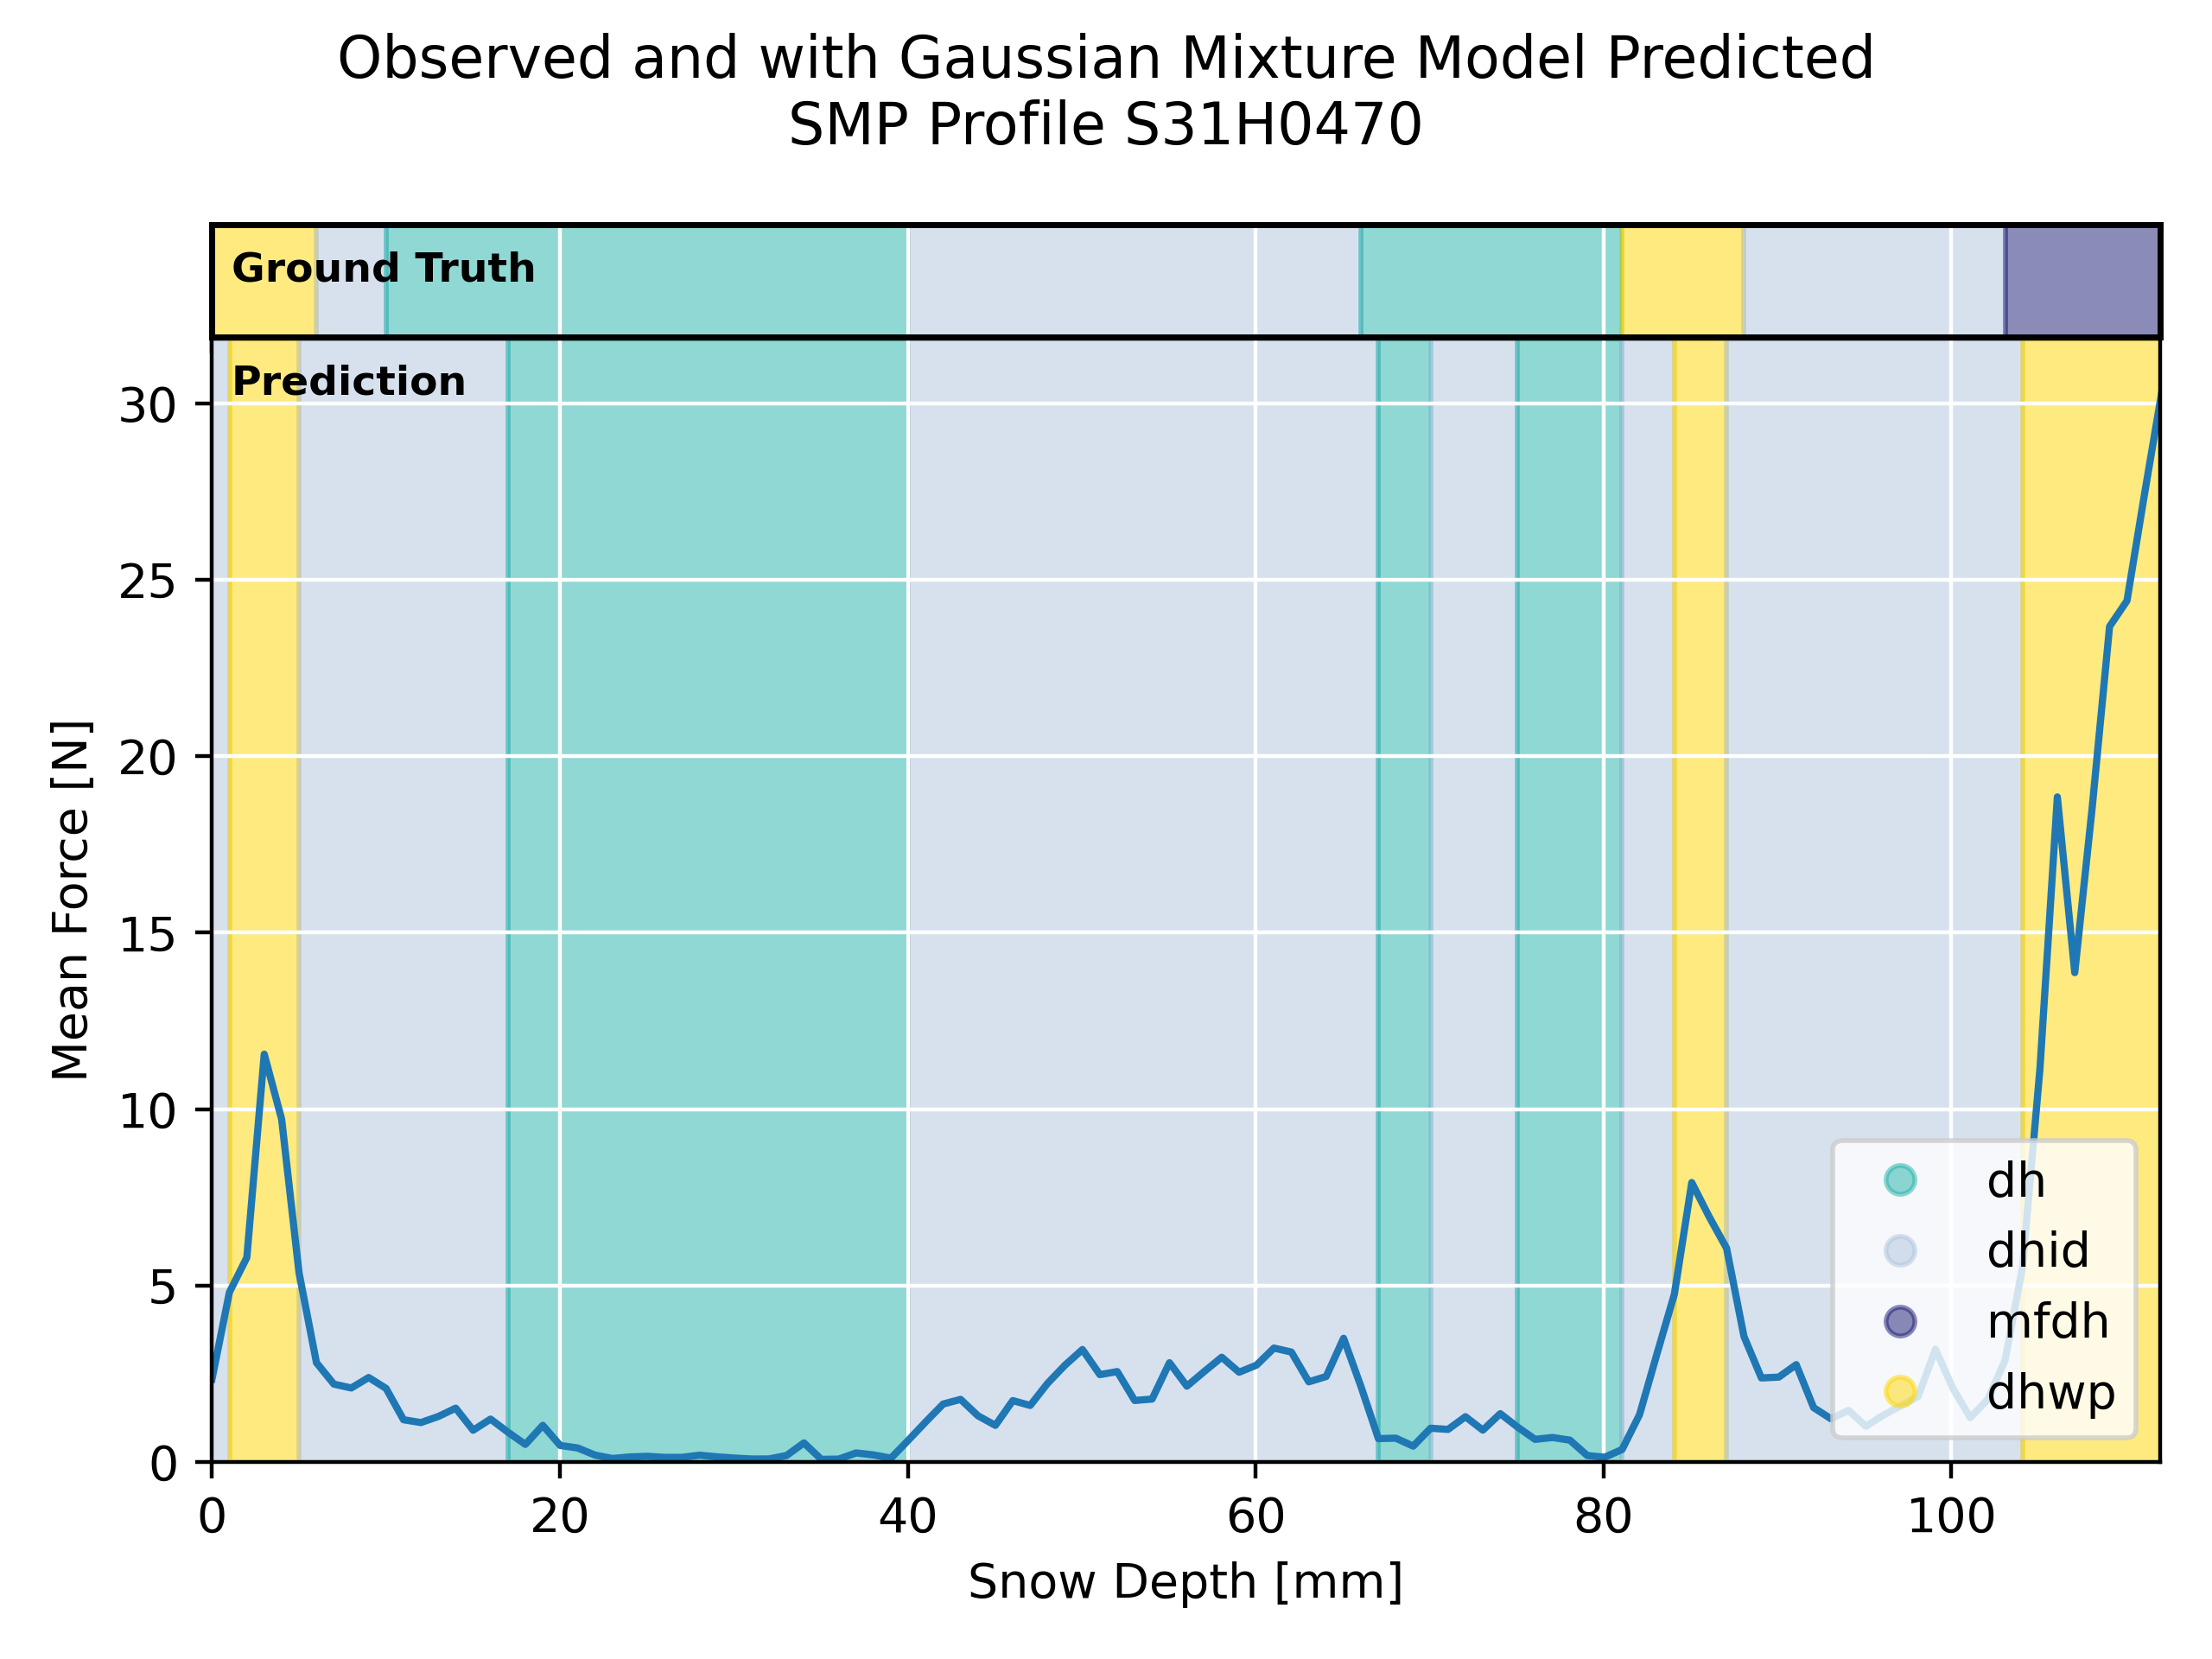 Observed and with Gaussian Mixture Model Predicted
SMP Profile S31H0470
Ground Truth
Prediction
30
25
20
15
10
5
0
Mean Force [N]
dh
dhid
mfdh
dhwp
0 20 40 60 80 100
Snow Depth [mm]